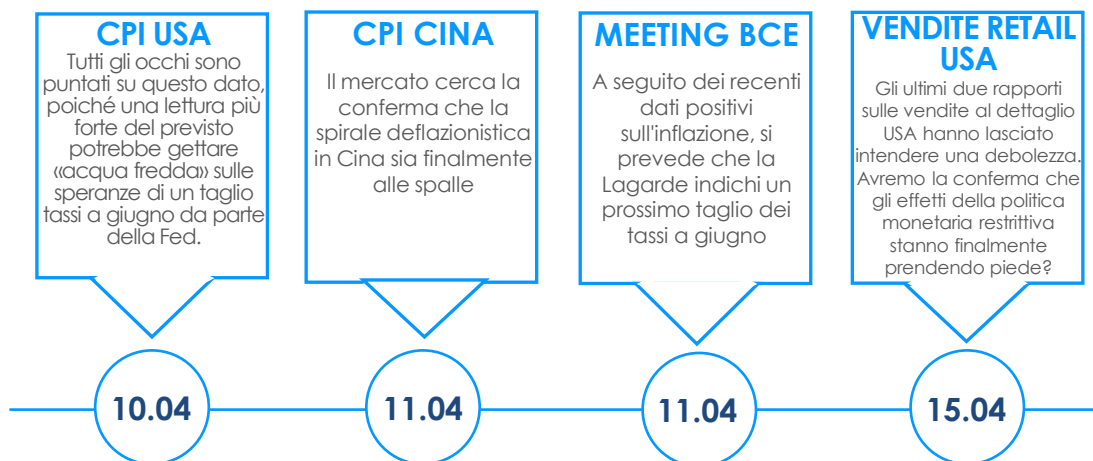 CPI USA
Tutti gli occhi sono
puntati su questo dato,
poiché una lettura più
forte del previsto
potrebbe gettare
«acqua fredda» sulle
speranze di un taglio
tassi a giugno da parte
della Fed.
CPI CINA
Il mercato cerca la
conferma che la
spirale deflazionistica
in Cina sia finalmente
alle spalle
MEETING BCE
A seguito dei recenti
dati positivi
sull'inflazione, si
prevede che la
Lagarde indichi un
prossimo taglio dei
tassi a giugno
VENDITE RETAIL
USA
Gli ultimi due rapporti
sulle vendite al dettaglio
USA hanno lasciato
intendere una debolezza.
Avremo la conferma che
gli effetti della politica
monetaria restrittiva
stanno finalmente
prendendo piede?
10.04
11.04
11.04
15.04